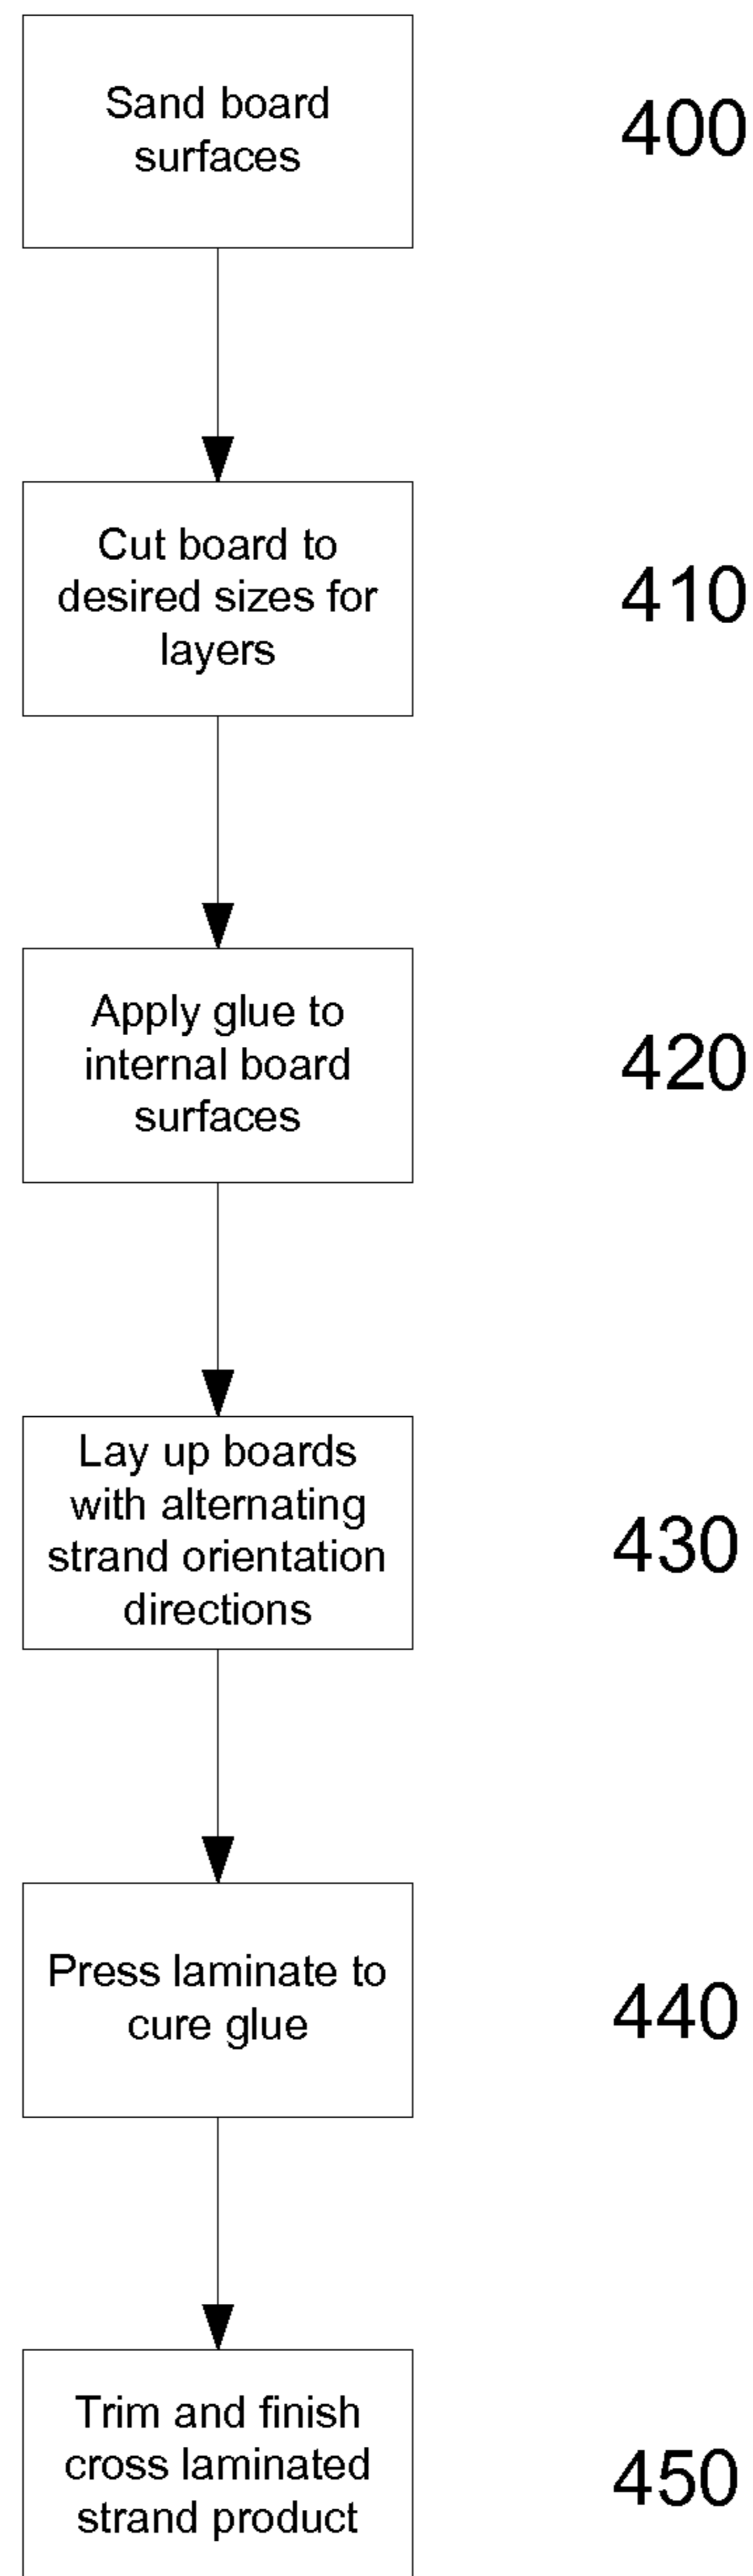 Sand board
surfaces
400
Cut board to
desired sizes for
layers
410
Apply glue to
internal board
surfaces
420
Lay up boards
with alternating
strand orientation
directions
430
Press laminate to
cure glue
440
Trim and finish
cross laminated
strand product
450